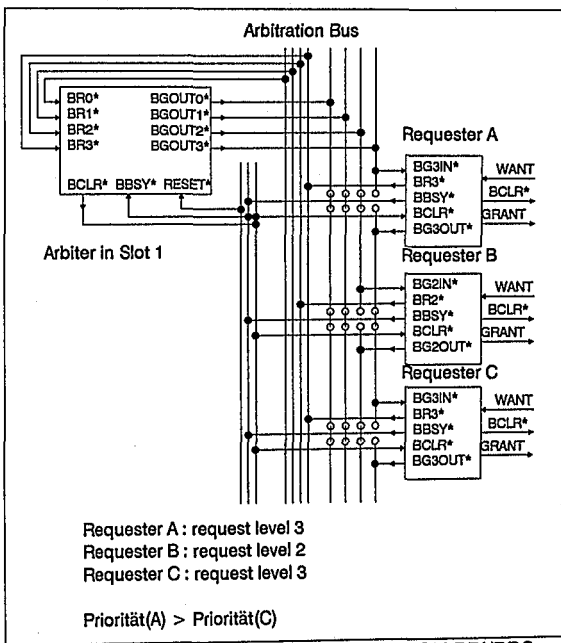 Arbitration Bus
BR0* BGOUT0*
BR1* BGOUT1*
BR2* BGOUT2*
BR3* BGOUT3*
BCLR* BBSY* RESET*
Arbiter in Slot 1
Requester A
BG3IN* WANT
BR3* BCLR*
BBSY*
BCLR* GRANT
BG3OUT*
Requester B
BG2IN* WANT
BR2* BCLR*
BBSY*
BCLR* GRANT
BG2OUT*
Requester C
BG3IN* WANT
BR3* BCLR*
BBSY*
BCLR* GRANT
BG3OUT*
Requester A : request level 3
Requester B : request level 2
Requester C : request level 3
Priorität(A) > Priorität(C)